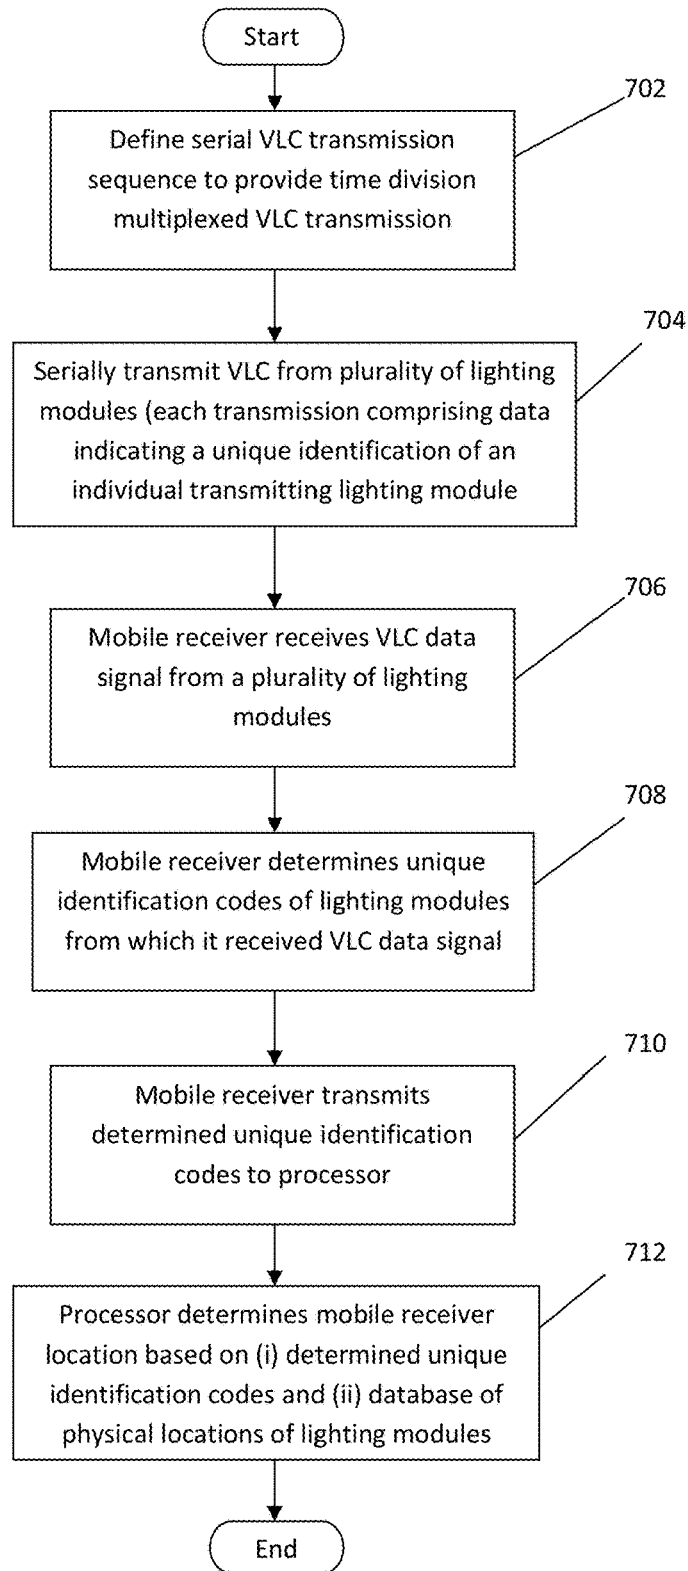 Start
702
Define serial VLC transmission
sequence to provide time division
multiplexed VLC transmission
704
Serially transmit VLC from plurality of lighting
modules (each transmission comprising data
indicating a unique identification of an
individual transmitting lighting module
706
Mobile receiver receives VLC data
signal from a plurality of lighting
modules
708
Mobile receiver determines unique
identification codes of lighting modules
from which it received VLC data signal
710
Mobile receiver transmits
determined unique identification
codes to processor
712
Processor determines mobile receiver
location based on (i) determined unique
identification codes and (ii) database of
physical locations of lighting modules
End